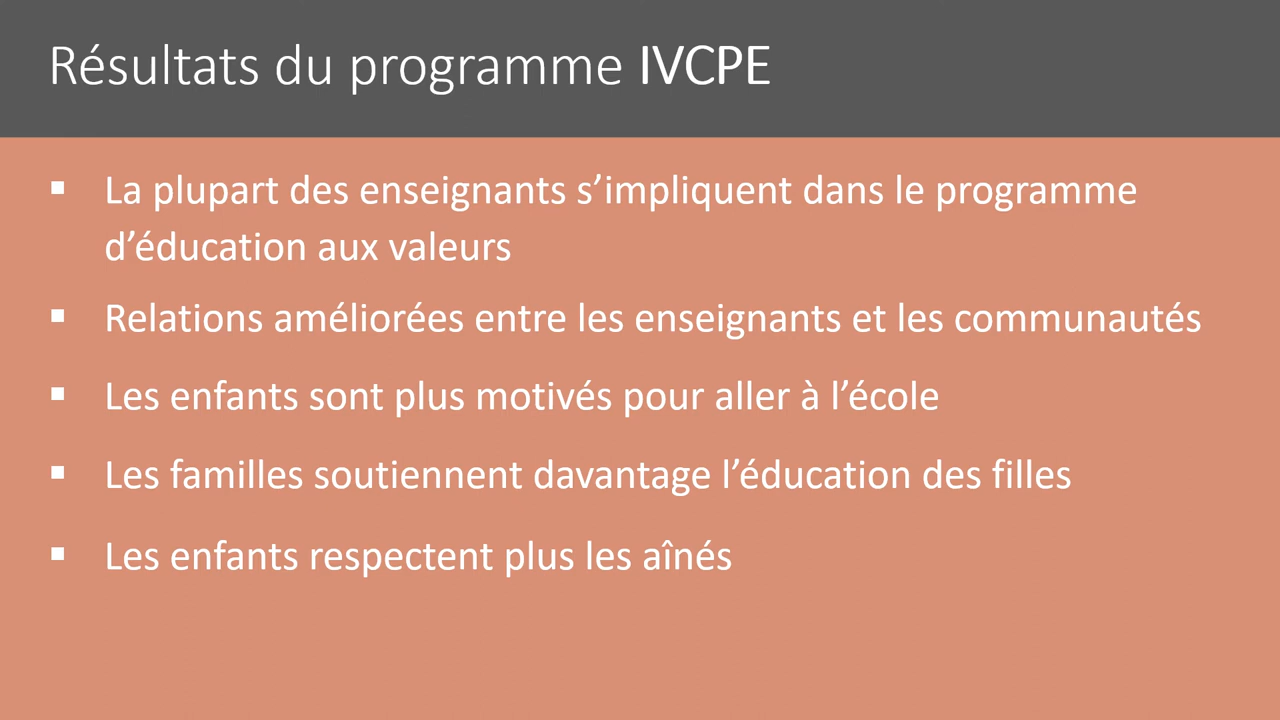 Résultats du programme IVCPE
▪ La plupart des enseignants s’impliquent dans le programme
d’éducation aux valeurs
▪ Relations améliorées entre les enseignants et les communautés
▪ Les enfants sont plus motivés pour aller à l’école
▪ Les familles soutiennent davantage l’éducation des filles
▪ Les enfants respectent plus les aînés